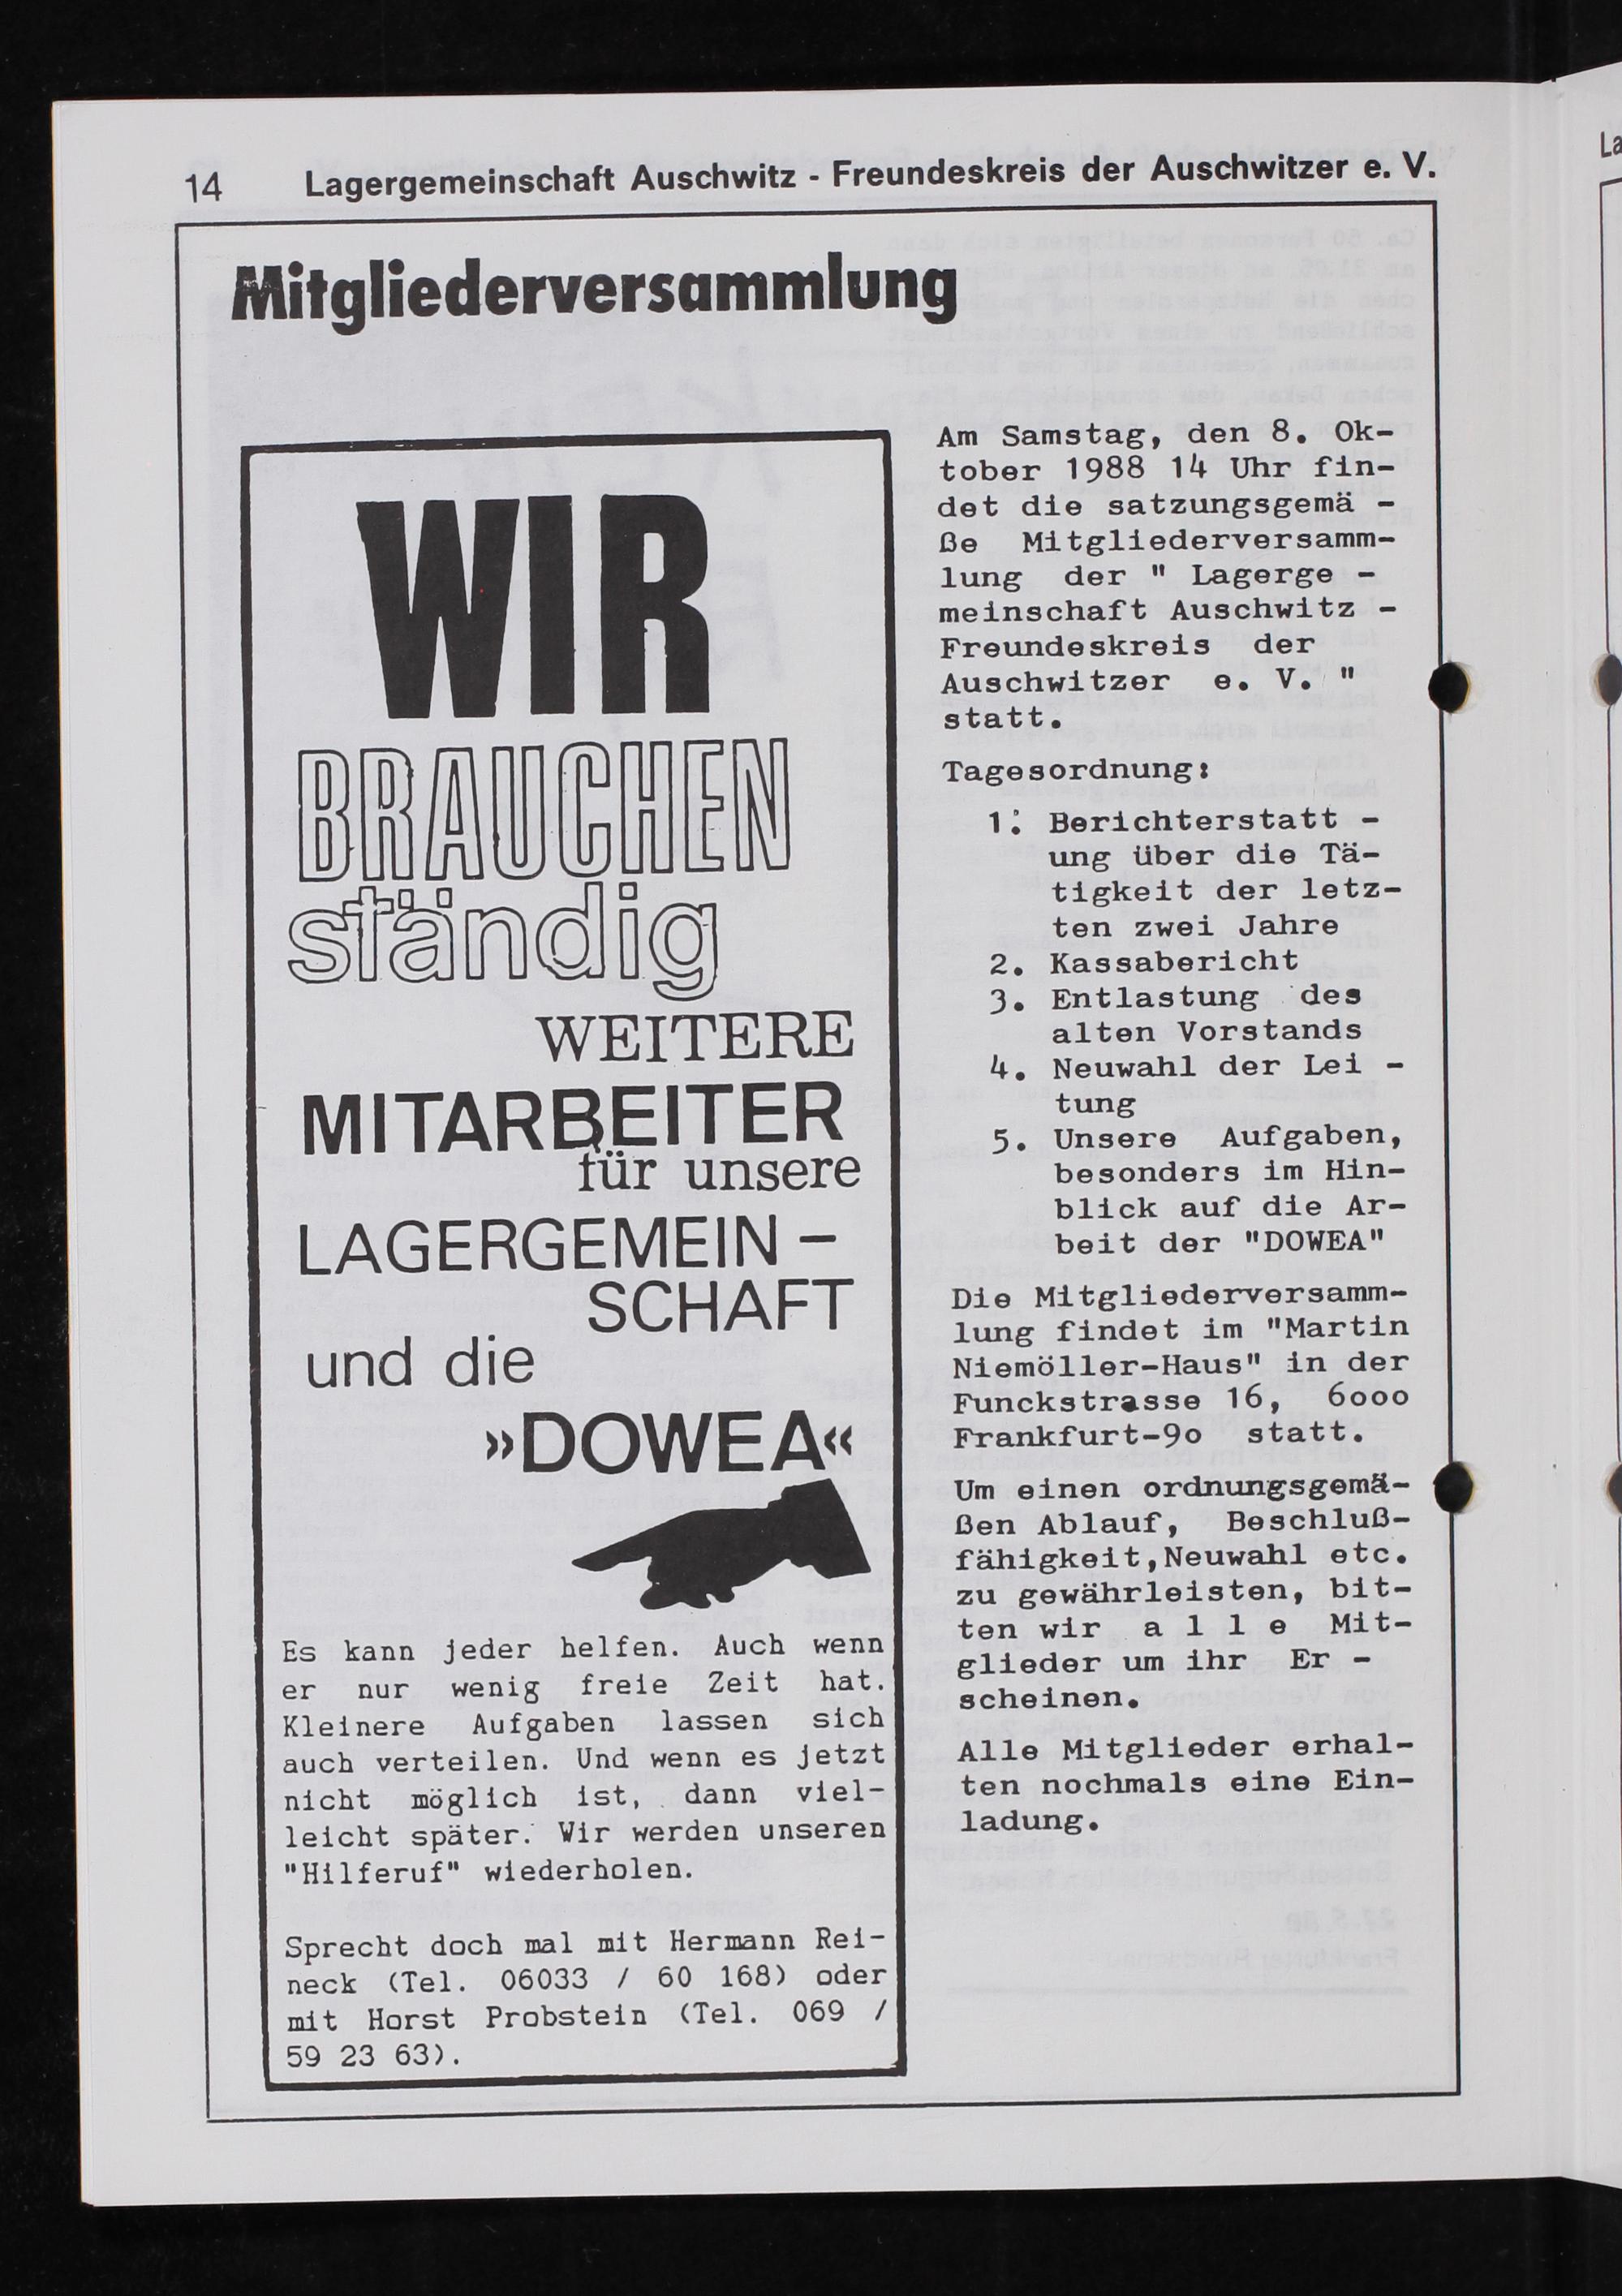 14 Lagergemeinschaft Auschwitz - Freundeskreis der Auschwitzer e. V.
Mitgliederversammlung
WIR
BRAUCHEN
ständig
WEITERE
MITARBEITER
für unsere
LAGERGEMEIN -
SCHAFT
und die
»DOWEA«
Es kann jeder helfen. Auch wenn
er nur wenig freie Zeit hat.
Kleinere Aufgaben lassen sich
auch verteilen. Und wenn es jetzt
nicht möglich ist, dann viel-
leicht später. Wir werden unseren
"Hilferuf" wiederholen.
Sprecht doch mal mit Hermann Rei-
neck (Tel. 06033 / 60 168) oder
mit Horst Probstein (Tel. 069 /
59 23 63).
Am Samstag, den 8. Ok-
tober 1988 14 Uhr fin-
det die satzungsgemä -
ße Mitgliederversamm-
lung der " Lagerge -
meinschaft Auschwitz -
Freundeskreis der
Auschwitzer e. V. "
statt.
Tagesordnung:
1. Berichterstatt -
ung über die Tä-
tigkeit der letz-
ten zwei Jahre
2. Kassabericht
3. Entlastung des
alten Vorstands
4. Neuwahl der Lei -
tung
5. Unsere Aufgaben,
besonders im Hin-
blick auf die Ar-
beit der "DOWEA"
Die Mitgliederversamm-
lung findet im "Martin
Niemöller-Haus" in der
Funckstrasse 16, 6ooo
Frankfurt-9o statt.
Um einen ordnungsgemä-
ßen Ablauf, Beschluß-
fähigkeit,Neuwahl etc.
zu gewährleisten, bit-
ten wir a l l e Mit-
glieder um ihr Er -
scheinen.
Alle Mitglieder erhal-
ten nochmals eine Ein-
ladung.
La